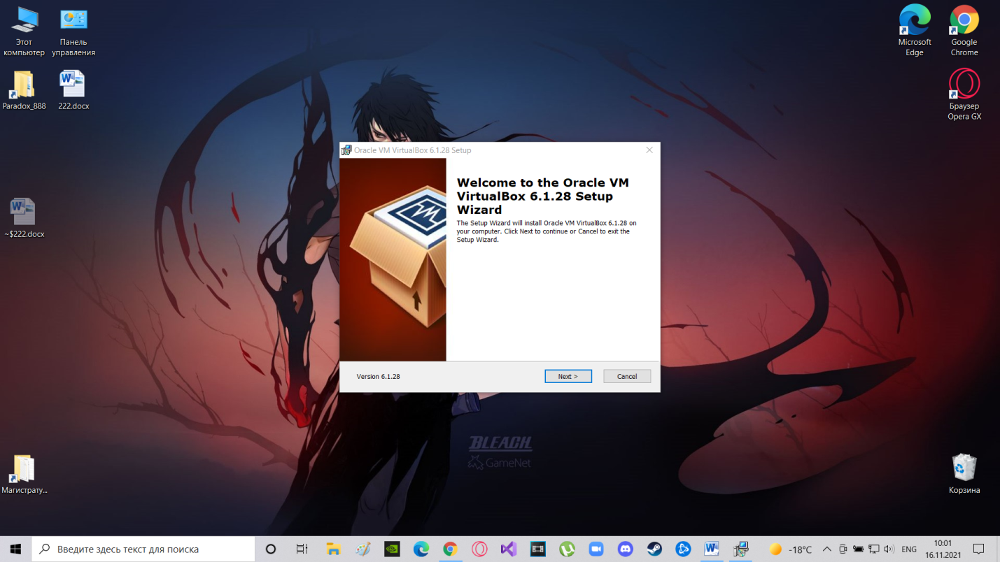 Этот
компьютер
Панель
управления
Microsoft
Edge
Google
Chrome
Paradox_888
222.docx
Браузер
Opera GX
~$222.docx
Oracle VM VirtualBox 6.1.28 Setup
Welcome to the Oracle VM
VirtualBox 6.1.28 Setup
Wizard
The Setup Wizard will install Oracle VM VirtualBox 6.1.28 on
your computer. Click Next to continue or Cancel to exit the
Setup Wizard.
Version 6.1.28
Next >
Cancel
BLEACH
GameNet
Магистрату...
Корзина
Введите здесь текст для поиска
-18°C
ENG
10:01
16.11.2021